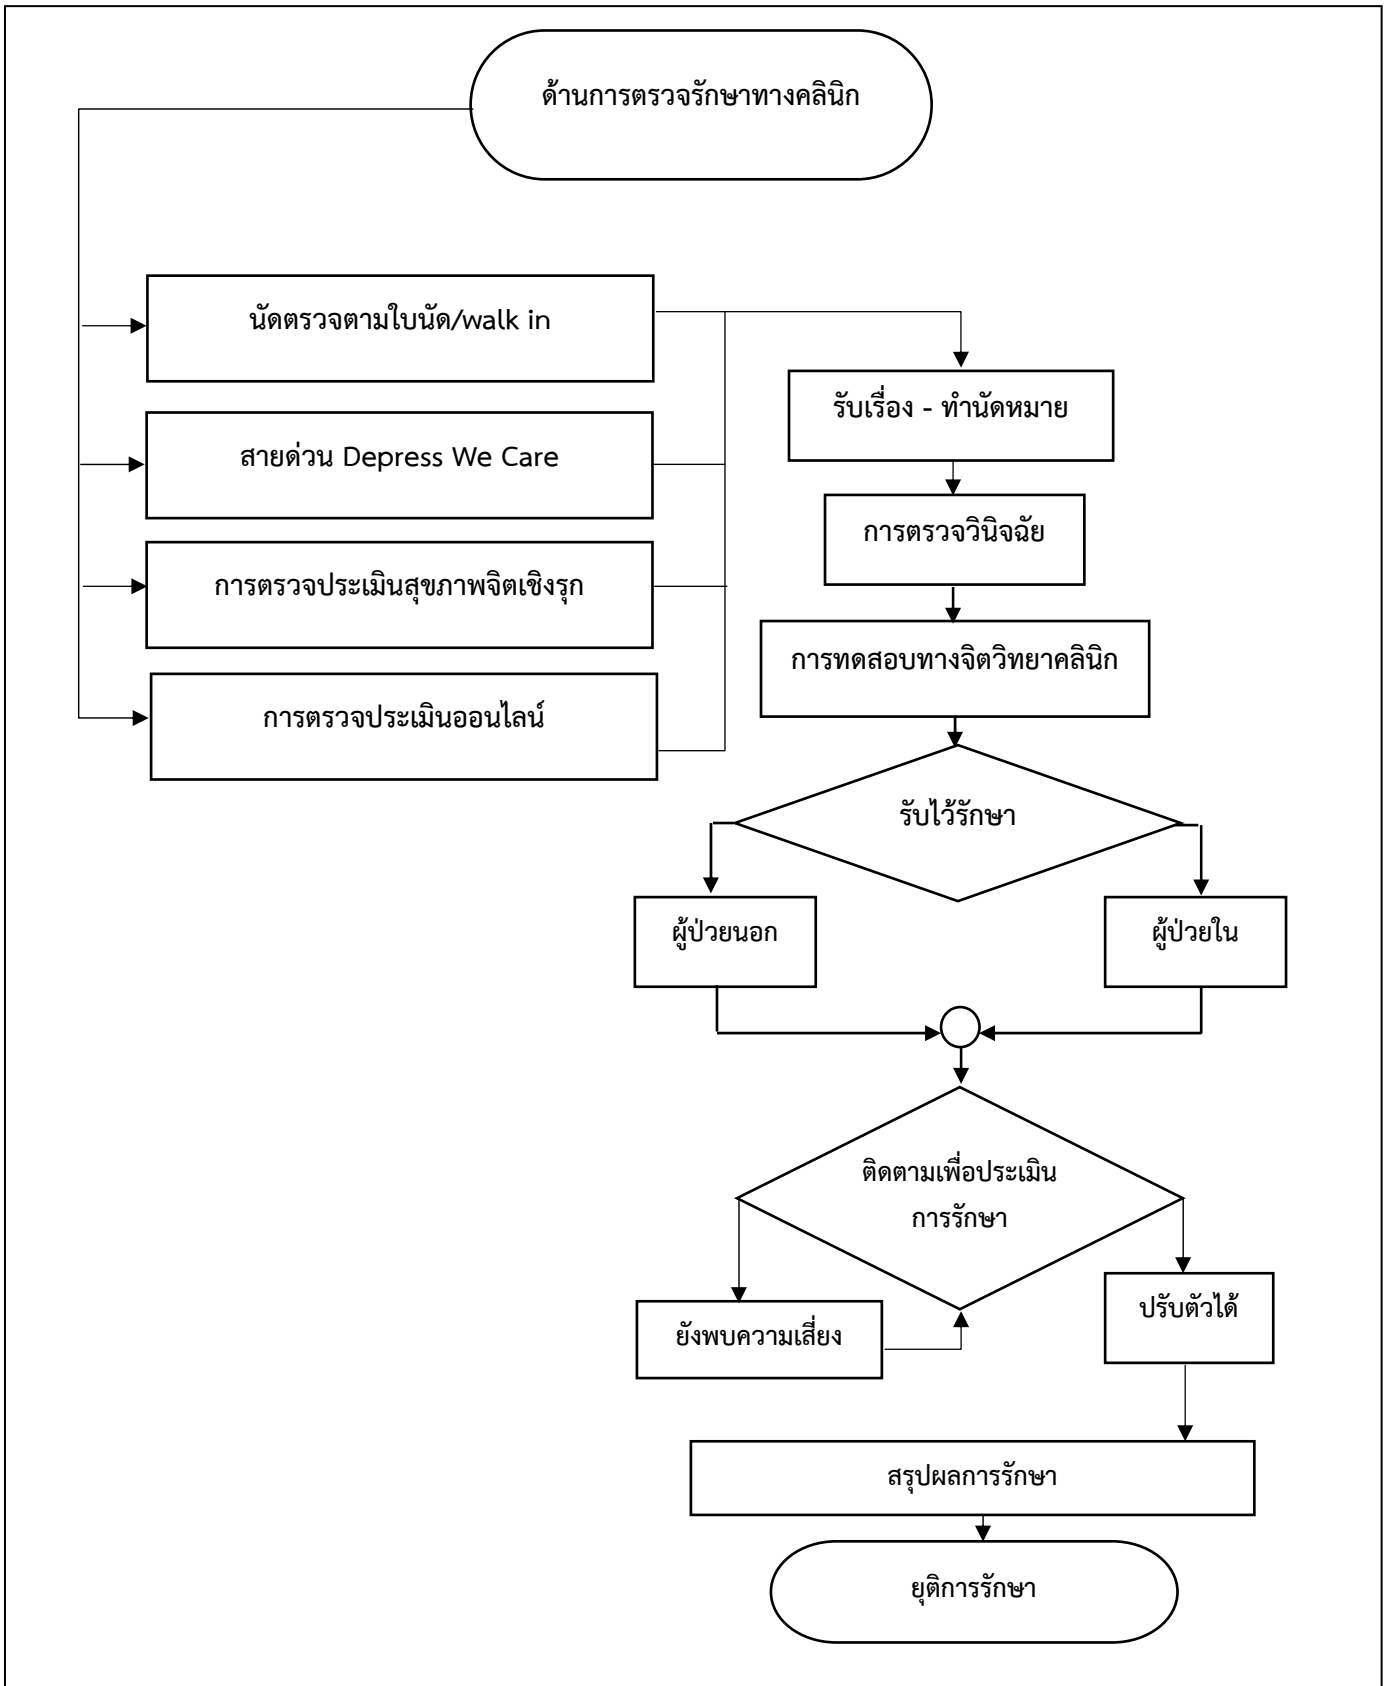 ด้านการตรวจรักษาทางคลินิก
นัดตรวจตามใบนัด/walk in
สายด่วน Depress We Care
การตรวจประเมินสุขภาพจิตเชิงรุก
การตรวจประเมินออนไลน์
รับเรื่อง - ทำนัดหมาย
การตรวจวินิจฉัย
การทดสอบทางจิตวิทยาคลินิก
รับไว้รักษา
ผู้ป่วยนอก
ผู้ป่วยใน
ติดตามเพื่อประเมิน
การรักษา
ยังพบความเสี่ยง
ปรับตัวได้
สรุปผลการรักษา
ยุติการรักษา